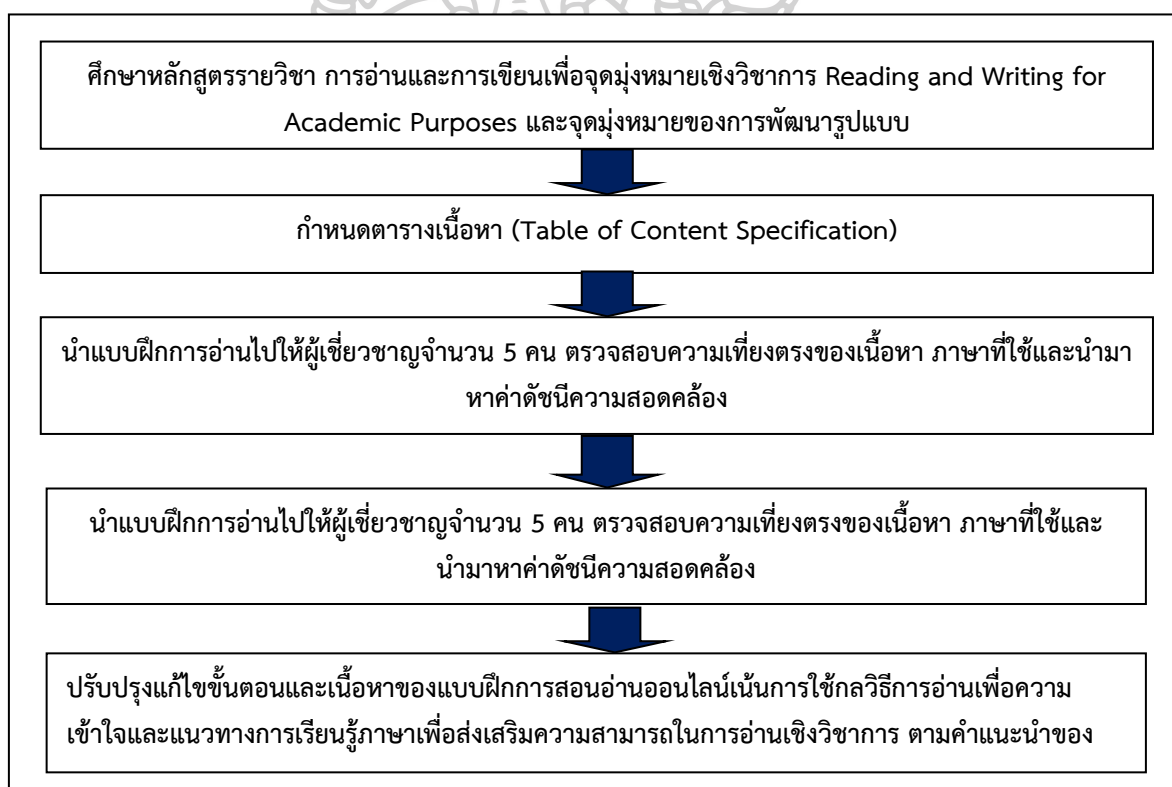 ศึกษาหลักสูตรรายวิชา การอ่านและการเขียนเพื่อจุดมุ่งหมายเชิงวิชาการ Reading and Writing for
Academic Purposes และจุดมุ่งหมายของการพัฒนารูปแบบ
กำหนดตารางเนื้อหา (Table of Content Specification)
นำแบบฝึกการอ่านไปให้ผู้เชี่ยวชาญจำนวน 5 คน ตรวจสอบความเที่ยงตรงของเนื้อหา ภาษาที่ใช้และนำมา
หาค่าดัชนีความสอดคล้อง
นำแบบฝึกการอ่านไปให้ผู้เชี่ยวชาญจำนวน 5 คน ตรวจสอบความเที่ยงตรงของเนื้อหา ภาษาที่ใช้และ
นำมาหาค่าดัชนีความสอดคล้อง
ปรับปรุงแก้ไขขั้นตอนและเนื้อหาของแบบฝึกการสอนอ่านออนไลน์เน้นการใช้กลวิธีการอ่านเพื่อความ
เข้าใจและแนวทางการเรียนรู้ภาษาเพื่อส่งเสริมความสามารถในการอ่านเชิงวิชาการ ตามคำแนะนำของ